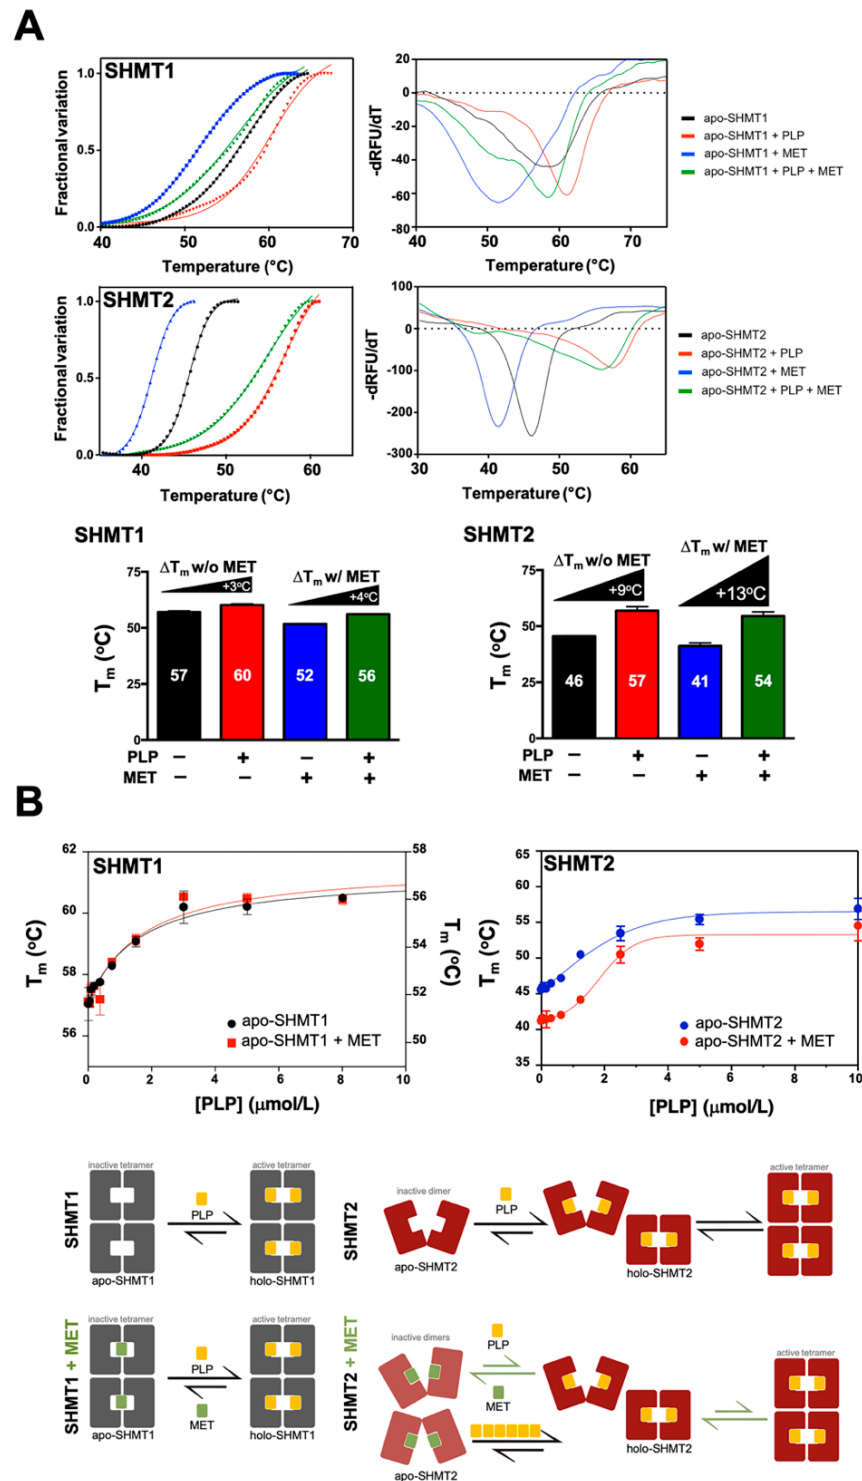 A
SHMT1
Fractional variation
1.0
0.5
0.0
40 50 60 70
Temperature (°C)
-dRFU/dT
20
0
-20
-40
-60
-80
40 50 60 70
Temperature (°C)
apo-SHMT1
apo-SHMT1 + PLP
apo-SHMT1 + MET
apo-SHMT1 + PLP + MET
SHMT2
Fractional variation
1.0
0.5
0.0
40 50 60
Temperature (°C)
-dRFU/dT
100
0
-100
-200
-300
30 40 50 60
Temperature (°C)
apo-SHMT2
apo-SHMT2 + PLP
apo-SHMT2 + MET
apo-SHMT2 + PLP + MET
SHMT1
ΔTm w/o MET
+3°C
ΔTm w/ MET
+4°C
Tm (°C)
75
50
25
0
57 60 52 56
PLP − + − +
MET − − + +
SHMT2
ΔTm w/o MET
+9°C
ΔTm w/ MET
+13°C
Tm (°C)
75
50
25
0
46 57 41 54
PLP − + − +
MET − − + +
B
SHMT1
Tm (°C)
62
60
58
56
58
56
54
52
50
Tm (°C)
apo-SHMT1
apo-SHMT1 + MET
0 2 4 6 8 10
[PLP] (μmol/L)
SHMT2
Tm (°C)
65
60
55
50
45
40
35
apo-SHMT2
apo-SHMT2 + MET
0 2 4 6 8 10
[PLP] (μmol/L)
SHMT1
inactive tetramer
apo-SHMT1
PLP
active tetramer
holo-SHMT1
SHMT2
inactive dimer
apo-SHMT2
PLP
holo-SHMT2
active tetramer
SHMT1 + MET
inactive tetramer
apo-SHMT1
PLP
MET
active tetramer
holo-SHMT1
SHMT2 + MET
inactive dimers
apo-SHMT2
PLP
MET
holo-SHMT2
active tetramer